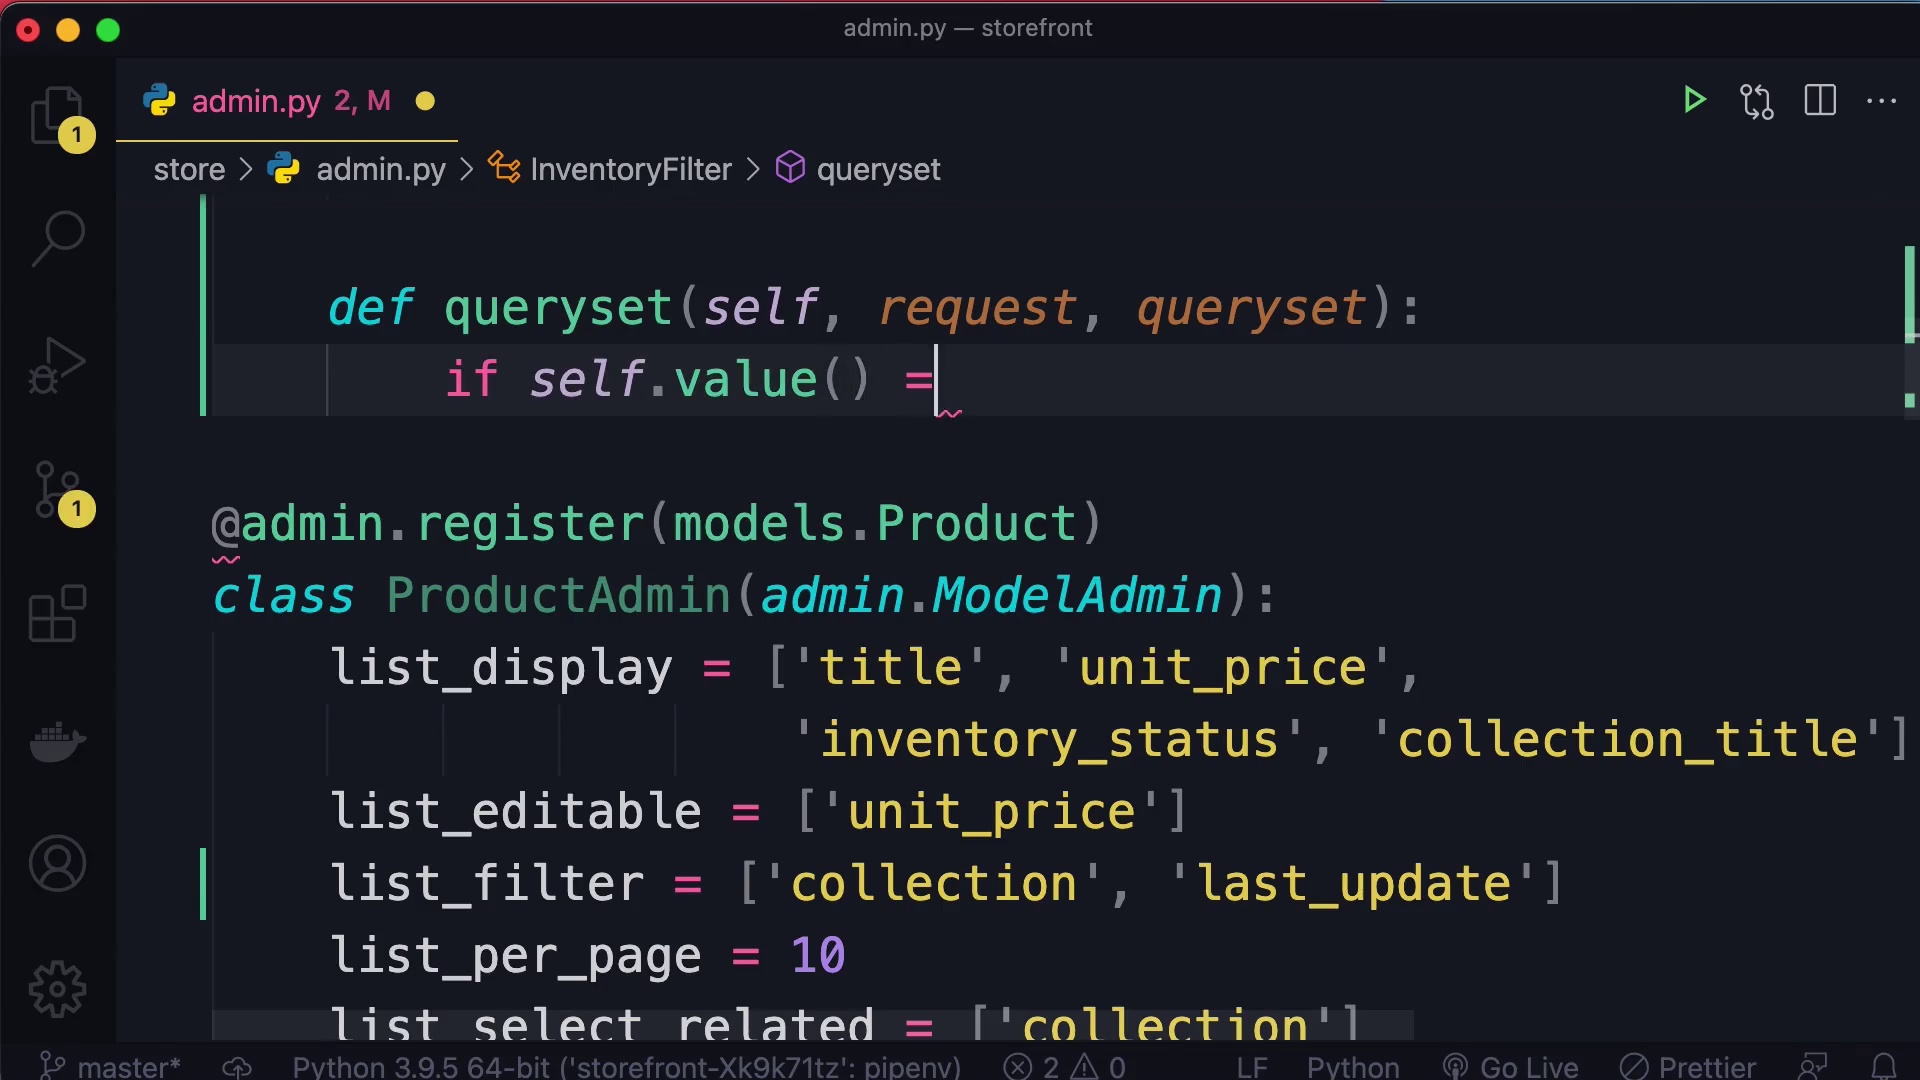 admin.py — storefront
admin.py 2, M
1
store > admin.py > InventoryFilter > queryset
def queryset(self, request, queryset):
if self.value() =
1
@admin.register(models.Product)
class ProductAdmin(admin.ModelAdmin):
list_display = ['title', 'unit_price',
'inventory_status', 'collection_title']
list_editable = ['unit_price']
list_filter = ['collection', 'last_update']
list_per_page = 10
list_select_related = ['collection']
master* Python 3.9.5 64-bit ('storefront-Xk9k71tz': pipenv) 2 0 LF Python Go Live Prettier